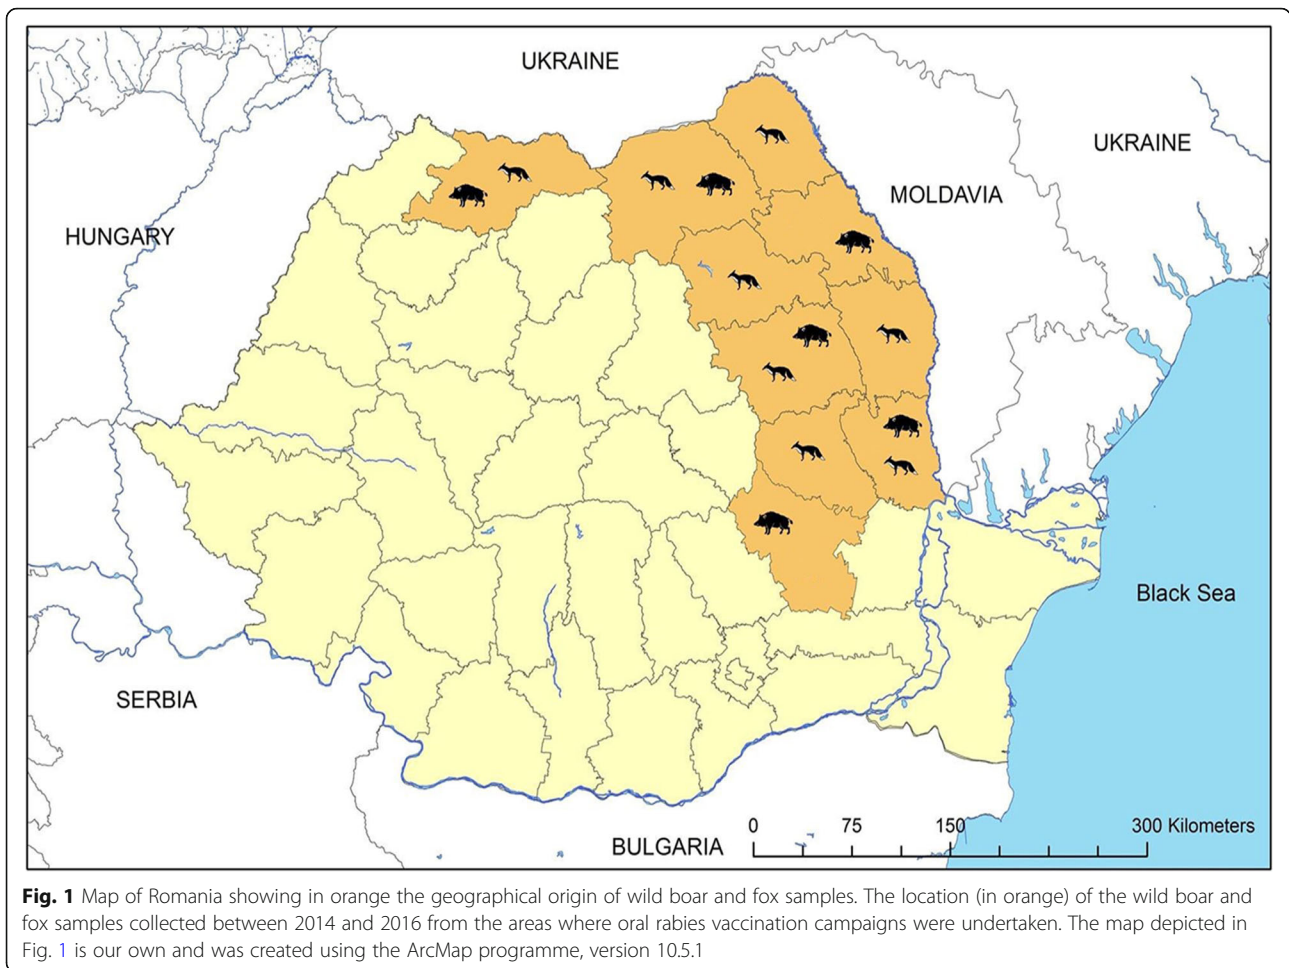 UKRAINE
UKRAINE
MOLDAVIA
HUNGARY
Black Sea
SERBIA
0 75 150 300 Kilometers
BULGARIA
Fig. 1 Map of Romania showing in orange the geographical origin of wild boar and fox samples. The location (in orange) of the wild boar and
fox samples collected between 2014 and 2016 from the areas where oral rabies vaccination campaigns were undertaken. The map depicted in
Fig. 1 is our own and was created using the ArcMap programme, version 10.5.1